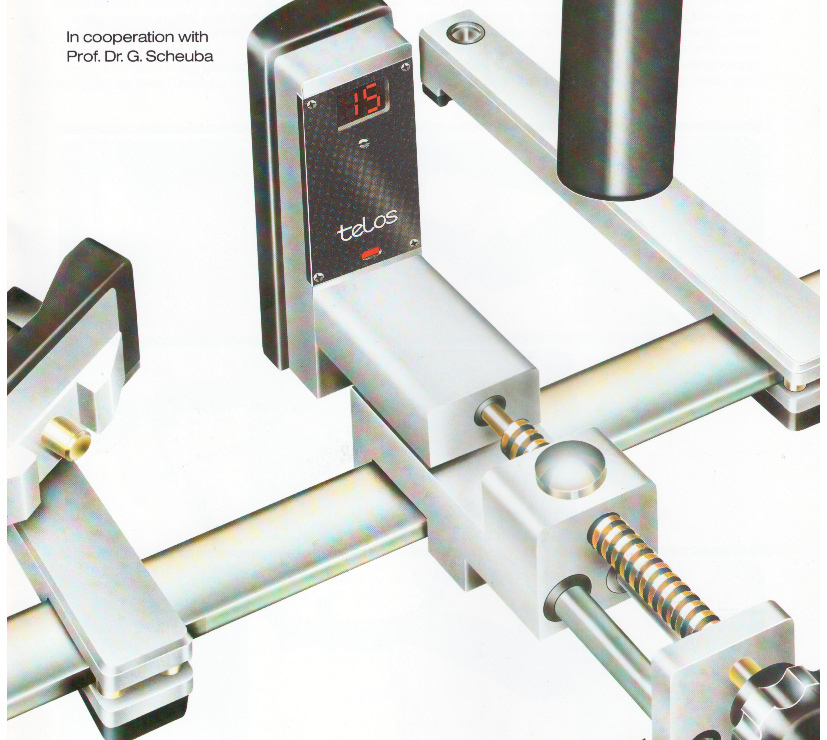 In cooperation with
Prof. Dr. G. Scheuba
15
telos